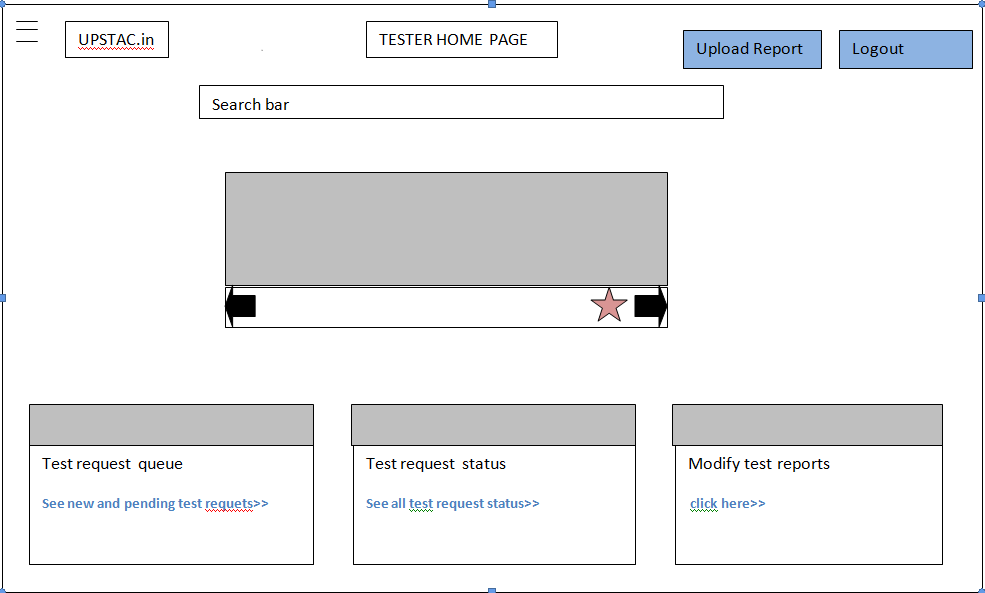 UPSTAC.in
TESTER HOME PAGE
Upload Report
Logout
Search bar
Test request queue
See new and pending test requets>>
Test request status
See all test request status>>
Modify test reports
click here>>